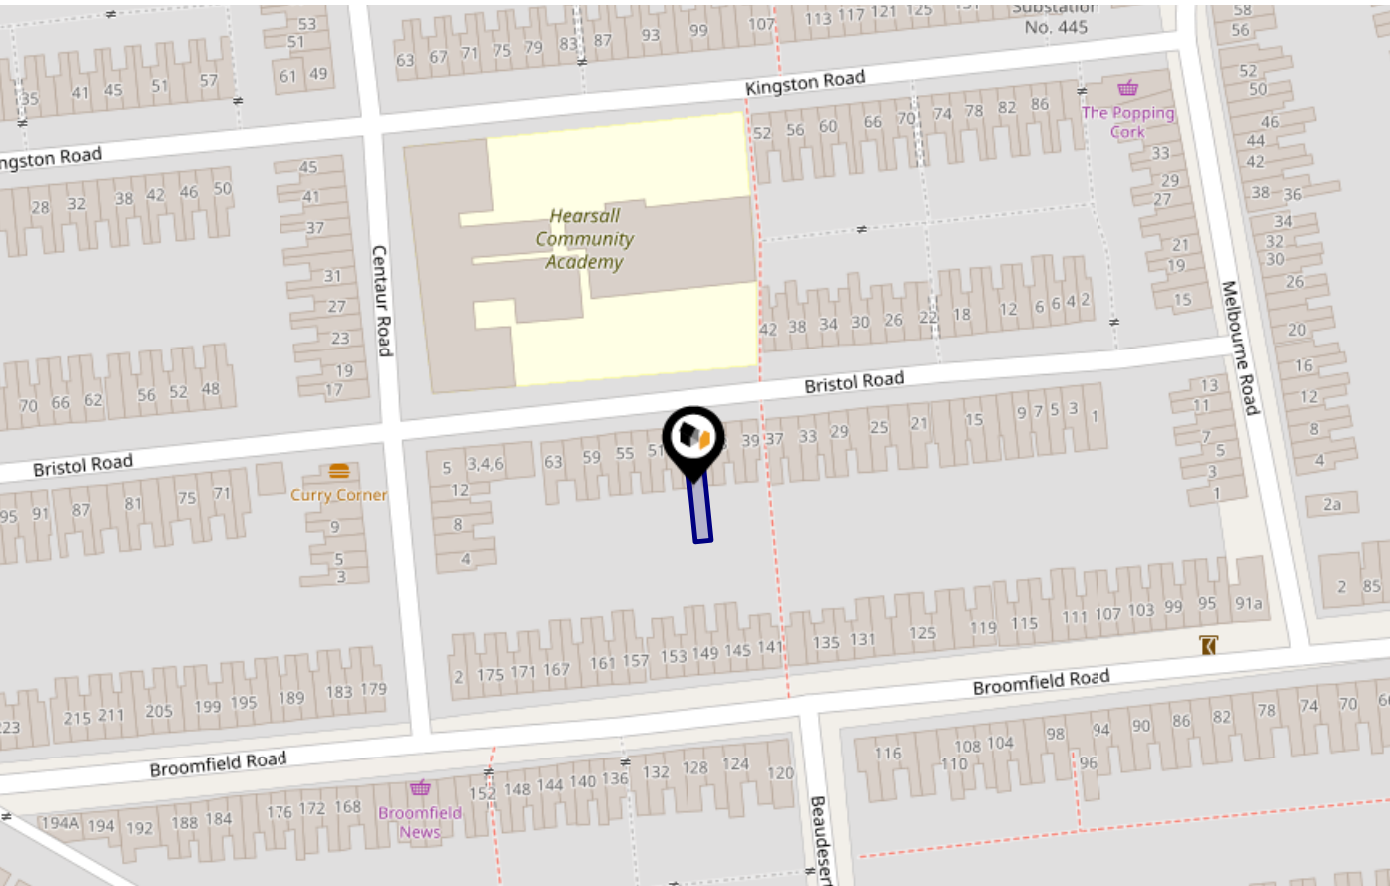 53
51
61 49
63 67 71 75 79 83 87 93 99 107 113 117 121 125
Substation
No. 445
58
56
35 41 45 51 57
Kingston Road
52
50
46
44
42
38 36
34
32
30
26
20
16
12
8
4
2a
2 85
The Popping
Cork
52 56 60 66 70 74 78 82 86
33
29
27
21
19
15
ngston Road
28 32 38 42 46 50
45
41
37
31
27
23
19
17
Centaur Road
Hearsall
Community
Academy
Melbourne Road
42 38 34 30 26 22 18 12 6 6 4 2
70 66 62 56 52 48
Bristol Road
13
11
7
5
3
1
63 59 55 51 39 37 33 29 25 21 15 9 7 5 3 1
Bristol Road
5 3,4,6
12
8
4
Curry Corner
9
5
3
95 91 87 81 75 71
2 175 171 167 161 157 153 149 145 141 135 131 125 119 115 111 107 103 99 95 91a
223 215 211 205 199 195 189 183 179
Broomfield Road
Broomfield Road
116 110 108 104 98 96 94 90 86 82 78 74 70
152 148 144 140 136 132 128 124 120
Broomfield
News
194A 194 192 188 184 176 172 168
Beaudesert